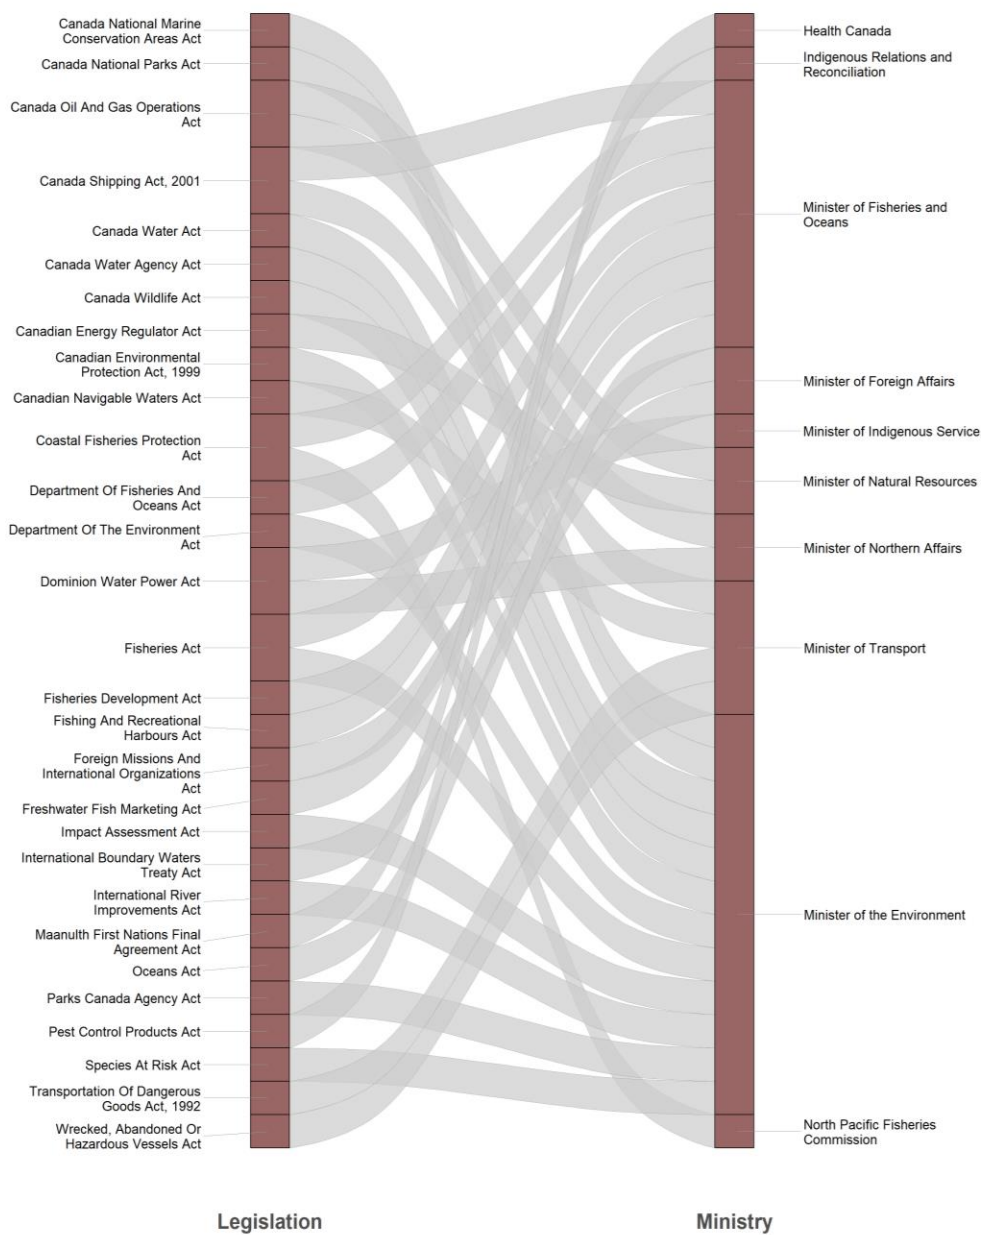 Canada National Marine
Conservation Areas Act
Canada National Parks Act
Canada Oil And Gas Operations
Act
Canada Shipping Act, 2001
Canada Water Act
Canada Water Agency Act
Canada Wildlife Act
Canadian Energy Regulator Act
Canadian Environmental
Protection Act, 1999
Canadian Navigable Waters Act
Coastal Fisheries Protection
Act
Department Of Fisheries And
Oceans Act
Department Of The Environment
Act
Dominion Water Power Act
Fisheries Act
Fisheries Development Act
Fishing And Recreational
Harbours Act
Foreign Missions And
International Organizations
Act
Freshwater Fish Marketing Act
Impact Assessment Act
International Boundary Waters
Treaty Act
International River
Improvements Act
Maanulth First Nations Final
Agreement Act
Oceans Act
Parks Canada Agency Act
Pest Control Products Act
Species At Risk Act
Transportation Of Dangerous
Goods Act, 1992
Wrecked, Abandoned Or
Hazardous Vessels Act
Health Canada
Indigenous Relations and
Reconciliation
Minister of Fisheries and
Oceans
Minister of Foreign Affairs
Minister of Indigenous Service
Minister of Natural Resources
Minister of Northern Affairs
Minister of Transport
Minister of the Environment
North Pacific Fisheries
Commission
Legislation
Ministry